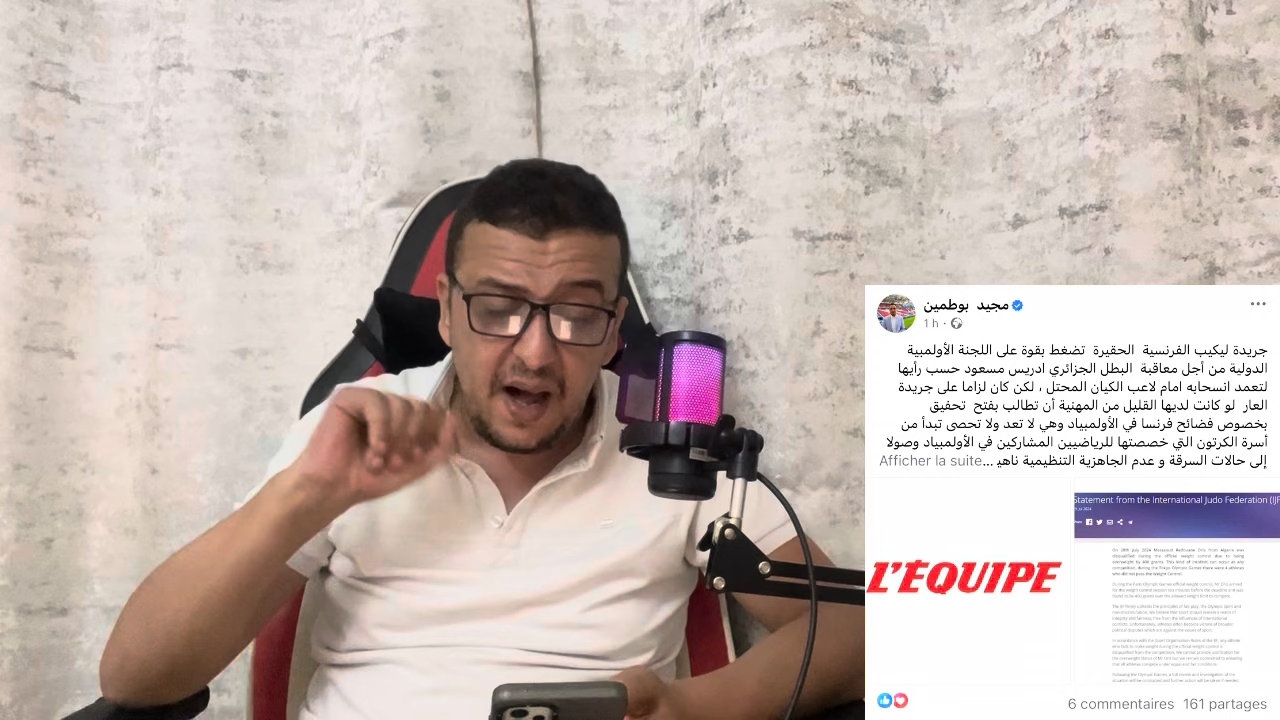 مجيد بوطمين
1 h
جريدة ليكيب الفرنسية الحقيرة تضغط بقوة على اللجنة الأولمبية
الدولية من أجل معاقبة البطل الجزائري ادريس مسعود حسب رأيها
لتعمد انسحابه امام لاعب الكيان المحتل ، لكن كان لزاما على جريدة
العار لو كانت لديها القليل من المهنية أن تطالب بفتح تحقيق
بخصوص فضائح فرنسا في الأولمبياد وهي لا تعد ولا تحصى تبدأ من
أسرة الكرتون التي خصصتها للرياضيين المشاركين في الأولمبياد وصولا
إلى حالات السرقة و عدم الجاهزية التنظيمية ناهي ... Afficher la suite
L'ÉQUIPE
Statement from the International Judo Federation (IJF
6 commentaires 161 partages